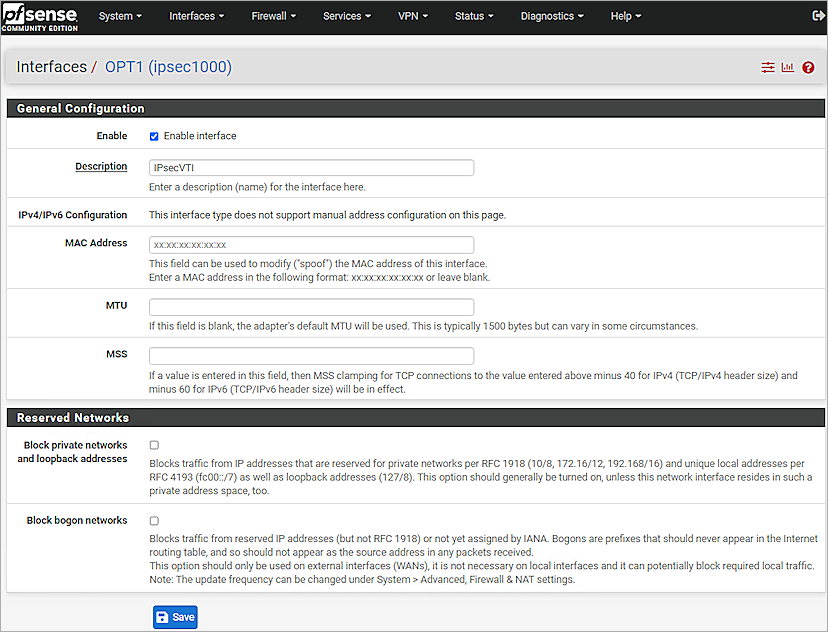 pfsense
COMMUNITY EDITION
System Interfaces Firewall Services VPN Status Diagnostics Help
Interfaces / OPT1 (ipsec1000)
General Configuration
Enable Enable interface
Description IPsecVTI
Enter a description (name) for the interface here.
IPv4/IPv6 Configuration This interface type does not support manual address configuration on this page.
MAC Address xx:xx:xx:xx:xx:xx
This field can be used to modify ("spoof") the MAC address of this interface.
Enter a MAC address in the following format: xx:xx:xx:xx:xx:xx or leave blank.
MTU
If this field is blank, the adapter's default MTU will be used. This is typically 1500 bytes but can vary in some circumstances.
MSS
If a value is entered in this field, then MSS clamping for TCP connections to the value entered above minus 40 for IPv4 (TCP/IPv4 header size) and
minus 60 for IPv6 (TCP/IPv6 header size) will be in effect.
Reserved Networks
Block private networks
and loopback addresses
Blocks traffic from IP addresses that are reserved for private networks per RFC 1918 (10/8, 172.16/12, 192.168/16) and unique local addresses per
RFC 4193 (fc00::/7) as well as loopback addresses (127/8). This option should generally be turned on, unless this network interface resides in such a
private address space, too.
Block bogon networks
Blocks traffic from reserved IP addresses (but not RFC 1918) or not yet assigned by IANA. Bogons are prefixes that should never appear in the Internet
routing table, and so should not appear as the source address in any packets received.
This option should only be used on external interfaces (WANs), it is not necessary on local interfaces and it can potentially block required local traffic.
Note: The update frequency can be changed under System > Advanced, Firewall & NAT settings.
Save